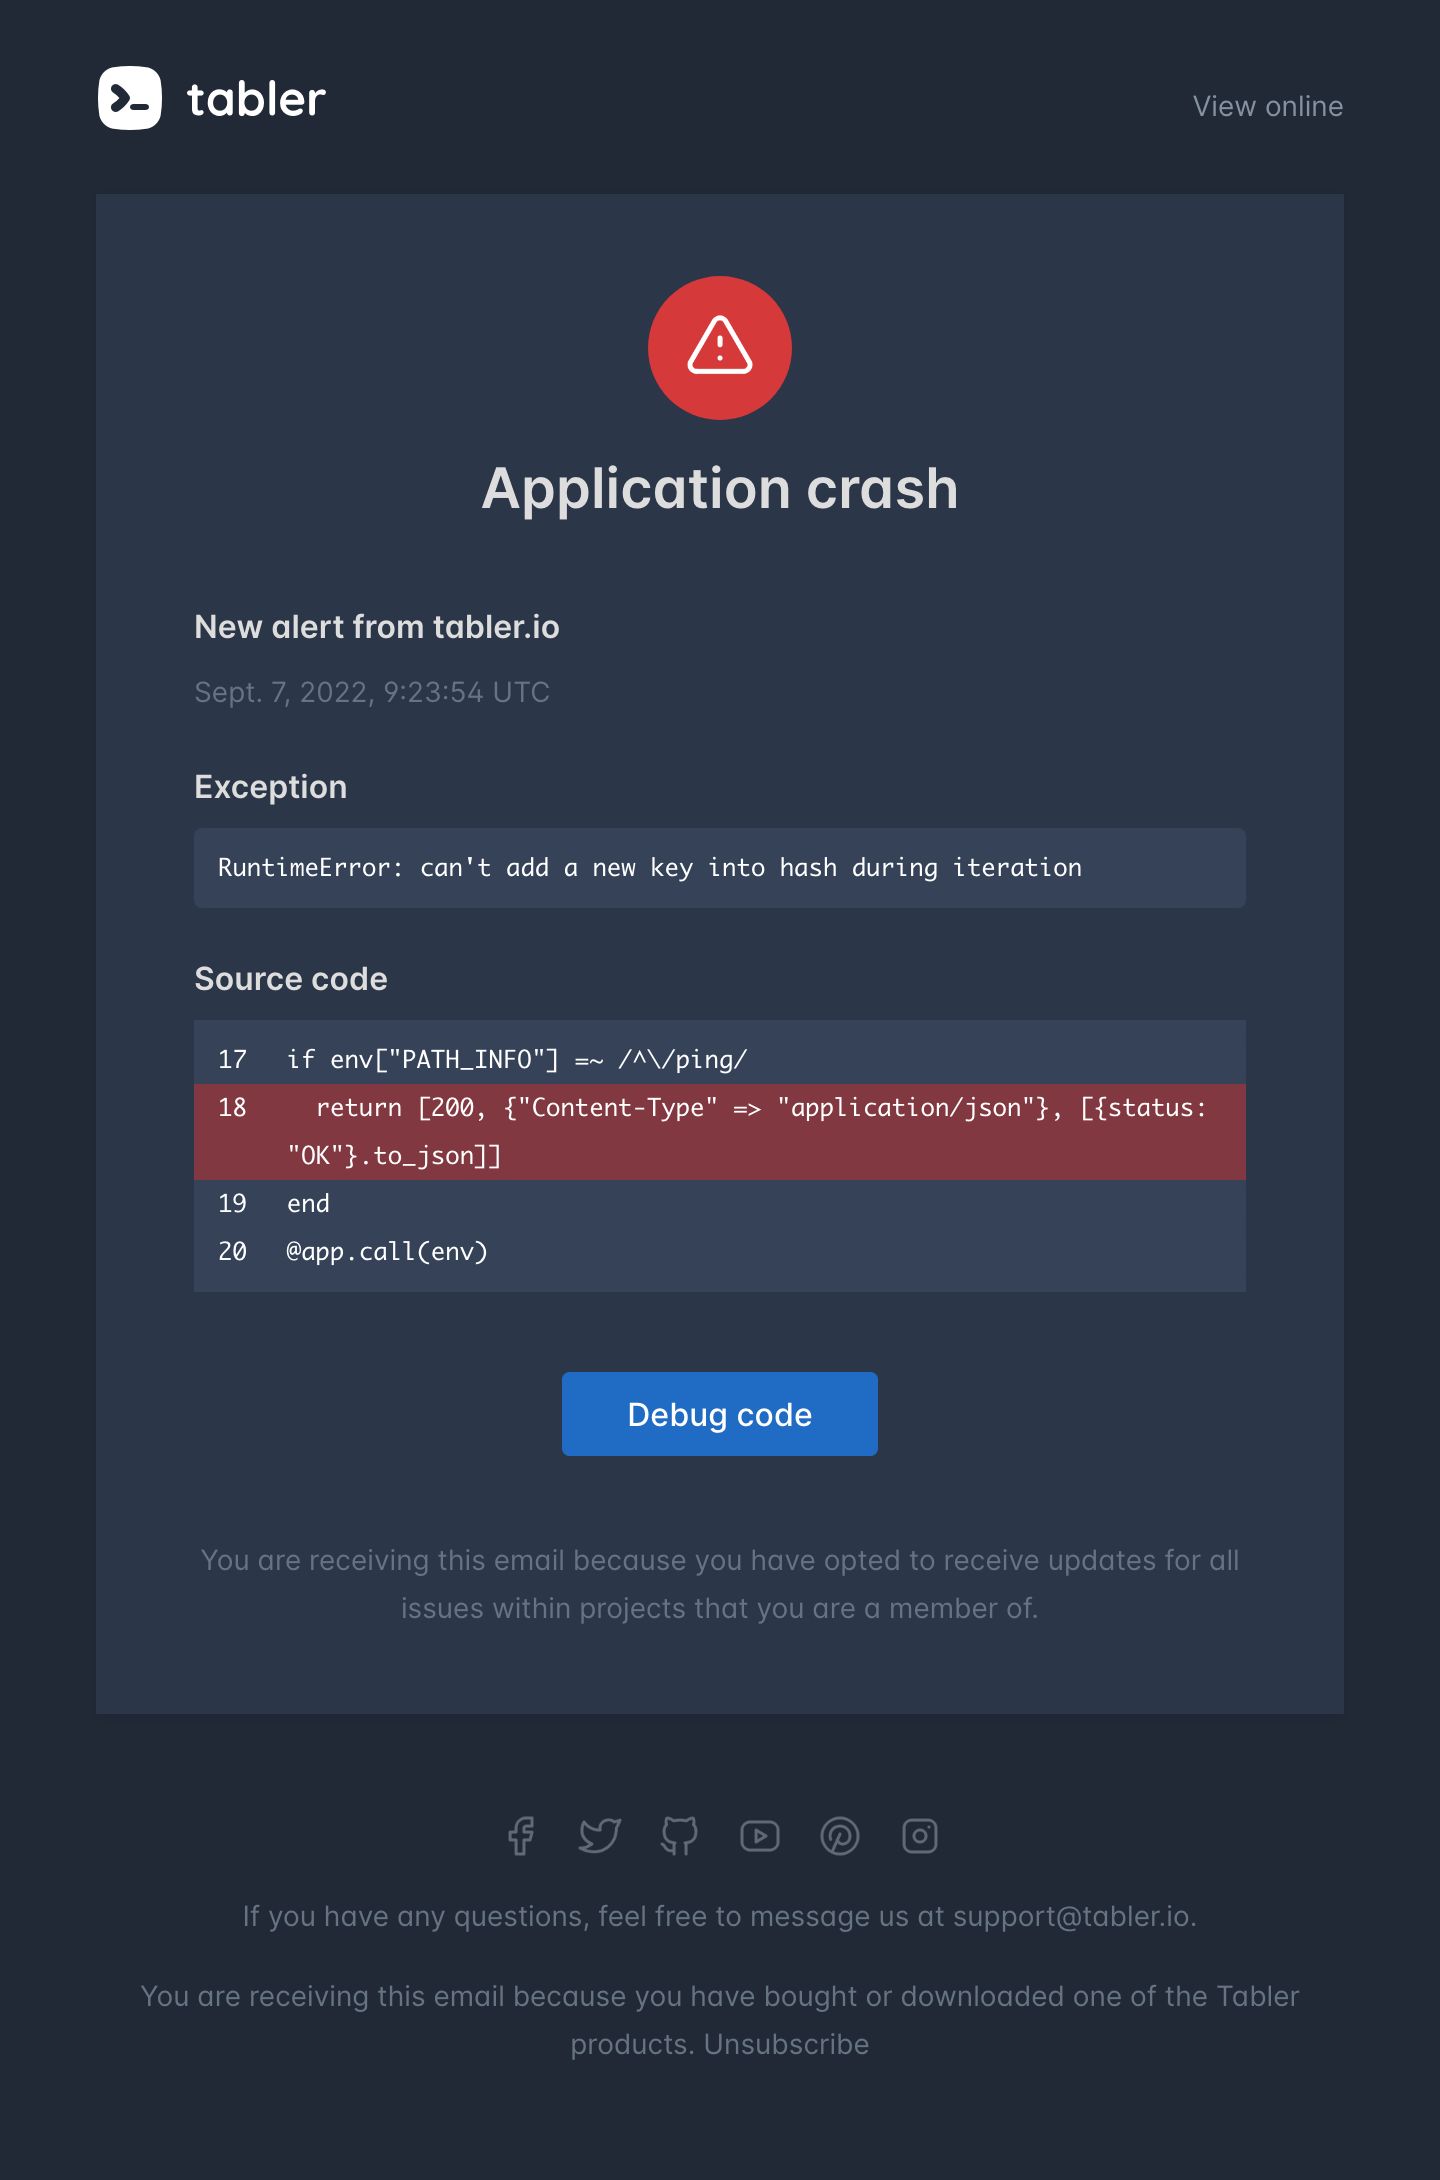 tabler
View online
Application crash
New alert from tabler.io
Sept. 7, 2022, 9:23:54 UTC
Exception
RuntimeError: can't add a new key into hash during iteration
Source code
17 if env["PATH_INFO"] =~ /^\/ping/
18 return [200, {"Content-Type" => "application/json"}, [{status:
"OK"}.to_json]]
19 end
20 @app.call(env)
Debug code
You are receiving this email because you have opted to receive updates for all
issues within projects that you are a member of.
If you have any questions, feel free to message us at support@tabler.io.
You are receiving this email because you have bought or downloaded one of the Tabler
products. Unsubscribe